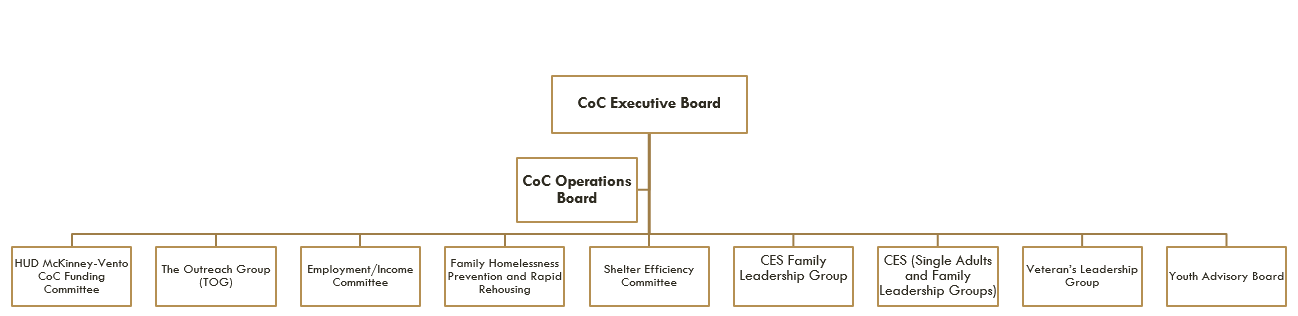 CoC Executive Board
CoC Operations
Board
HUD McKinney-Vento
CoC Funding
Committee
The Outreach Group
(TOG)
Employment/Income
Committee
Family Homelessness
Prevention and Rapid
Rehousing
Shelter Efficiency
Committee
CES Family
Leadership Group
CES (Single Adults
and Family
Leadership Groups)
Veteran's Leadership
Group
Youth Advisory Board